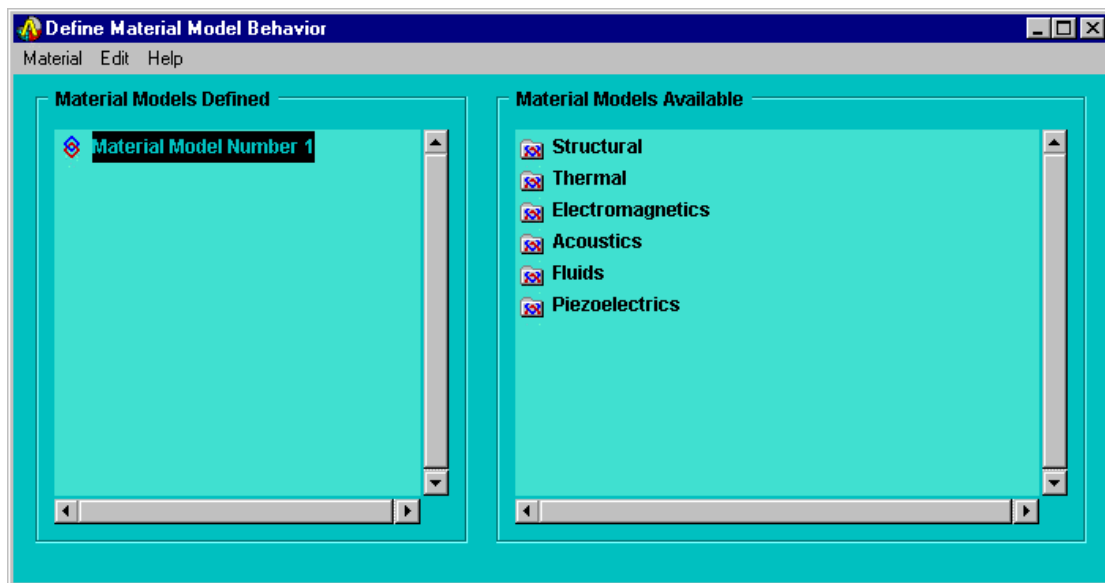 Define Material Model Behavior
Material Edit Help
Material Models Defined
Material Model Number 1
Material Models Available
Structural
Thermal
Electromagnetics
Acoustics
Fluids
Piezoelectrics